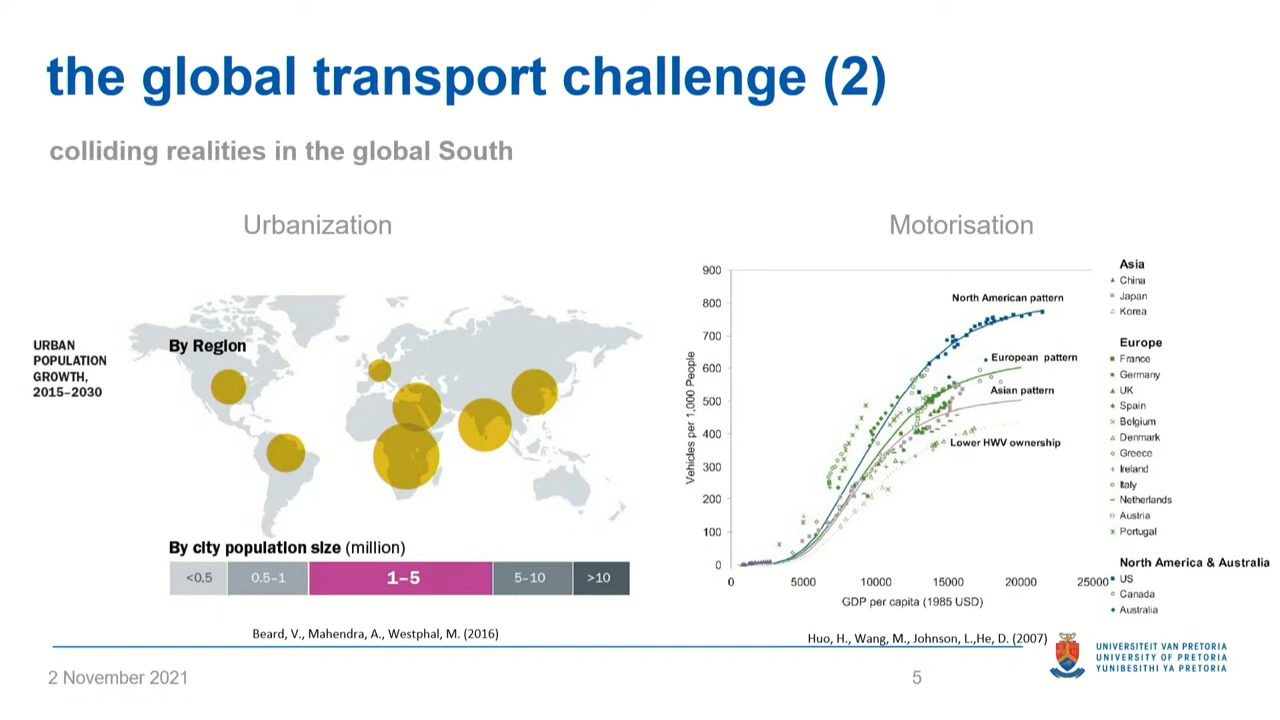 the global transport challenge (2)
colliding realities in the global South
Urbanization
URBAN
POPULATION
GROWTH,
2015–2030
By Region
By city population size (million)
<0.5
0.5–1
1–5
5–10
>10
Beard, V., Mahendra, A., Westphal, M. (2016)
Motorisation
Vehicles per 1,000 People
900
800
700
600
500
400
300
200
100
0
North American pattern
European pattern
Asian pattern
Lower HWV ownership
0
5000
10000
15000
20000
25000
GDP per capita (1985 USD)
Asia
China
Japan
Korea
Europe
France
Germany
UK
Spain
Belgium
Denmark
Greece
Ireland
Italy
Netherlands
Austria
Portugal
North America & Australia
US
Canada
Australia
Huo, H., Wang, M., Johnson, L.,He, D. (2007)
UNIVERSITEIT VAN PRETORIA
UNIVERSITY OF PRETORIA
YUNIBESITHI YA PRETORIA
2 November 2021
5